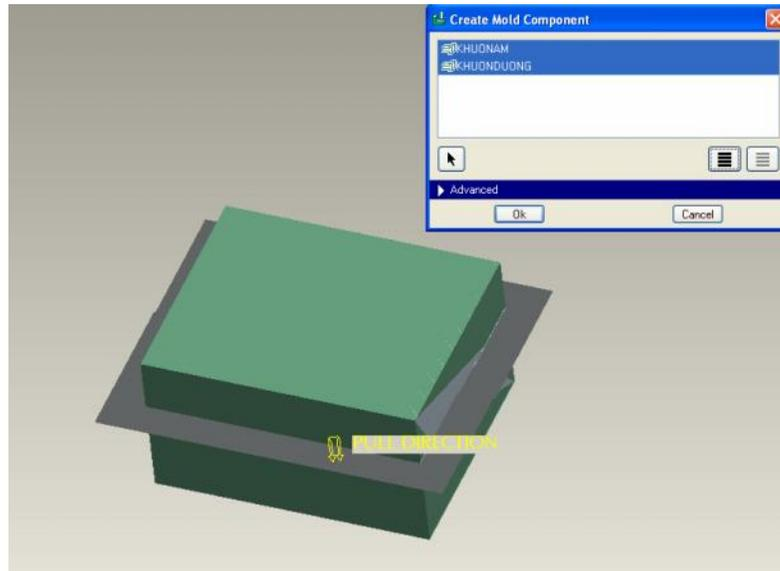 Create Mold Component
KHUONAM
KHUONDUONG
Advanced
Ok
Cancel
PULL DIRECTION